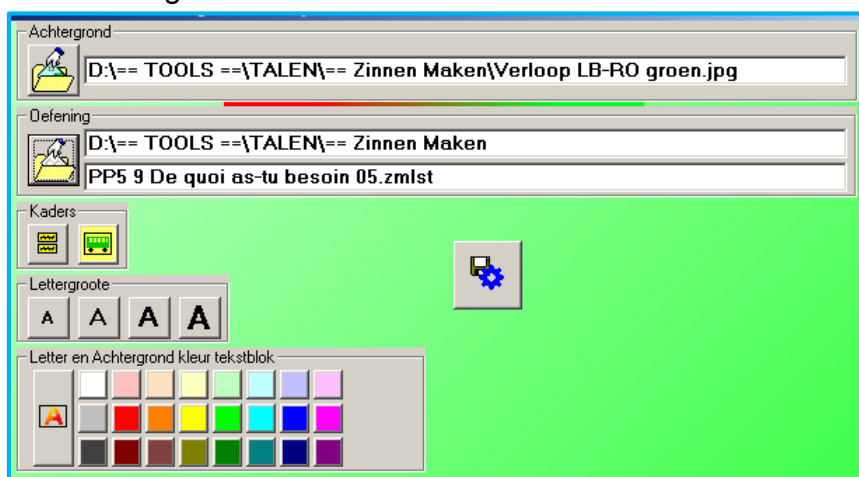 Achtergrond
D:\== TOOLS ==\TALEN\== Zinnen Maken\Verloop LB-RO groen.jpg
Oefening
D:\== TOOLS ==\TALEN\== Zinnen Maken
PP5 9 De quoi as-tu besoin 05.zmlst
Kaders
Lettergroote
A A A A
Letter en Achtergrond kleur tekstblok
A